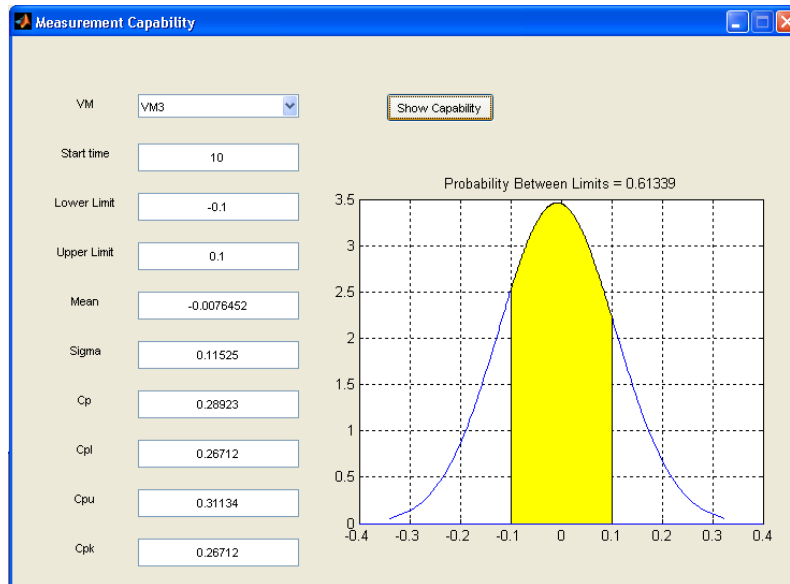 Measurement Capability
VM
VM3
Show Capability
Start time
10
Lower Limit
-0.1
Upper Limit
0.1
Mean
-0.0076452
Sigma
0.11525
Cp
0.28923
Cpl
0.26712
Cpu
0.31134
Cpk
0.26712
Probability Between Limits = 0.61339
3.5
3
2.5
2
1.5
1
0.5
0
-0.4 -0.3 -0.2 -0.1 0 0.1 0.2 0.3 0.4